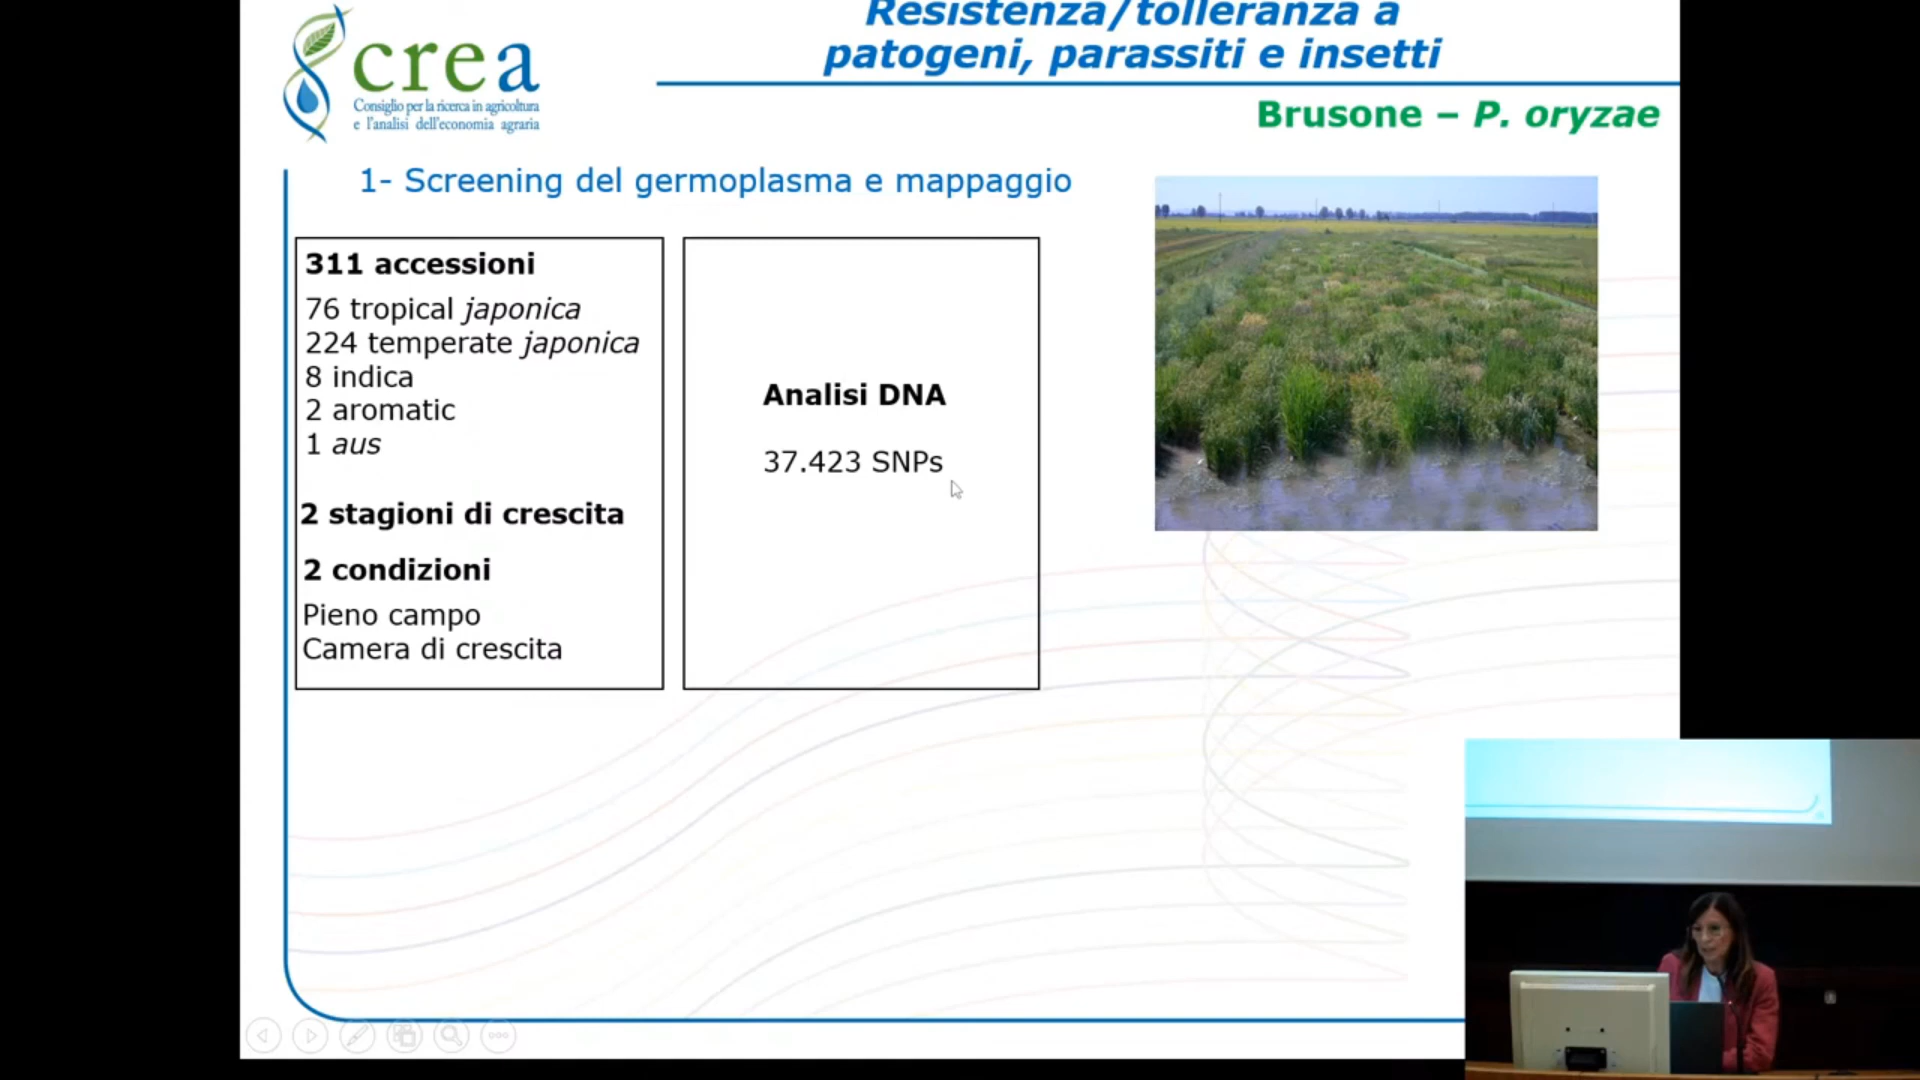 Resistenza/tolleranza a
patogeni, parassiti e insetti
crea
Consiglio per la ricerca in agricoltura
e l'analisi dell'economia agraria
Brusone – P. oryzae
1- Screening del germoplasma e mappaggio
311 accessioni
76 tropical japonica
224 temperate japonica
8 indica
2 aromatic
1 aus
2 stagioni di crescita
2 condizioni
Pieno campo
Camera di crescita
Analisi DNA
37.423 SNPs